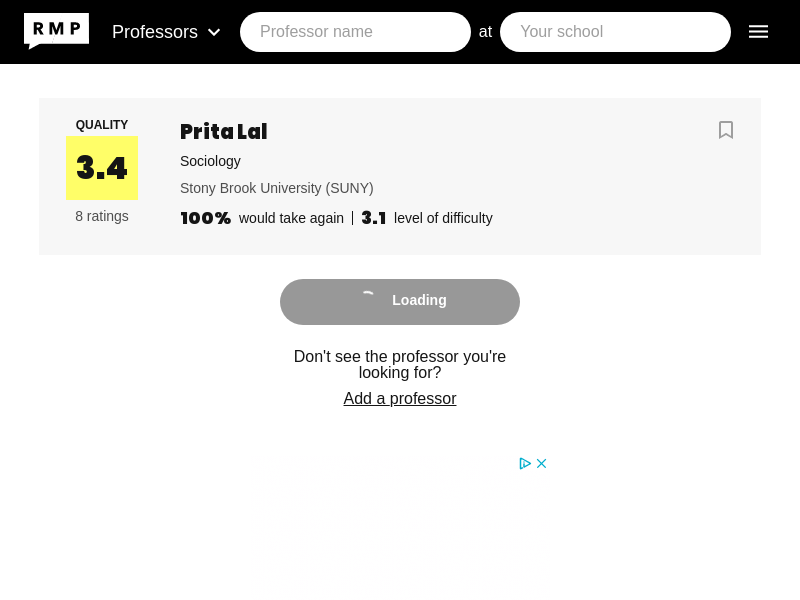 RMP
Professors
Professor name
at
Your school
QUALITY
3.4
8 ratings
Prita Lal
Sociology
Stony Brook University (SUNY)
100% would take again | 3.1 level of difficulty
Loading
Don't see the professor you're
looking for?
Add a professor